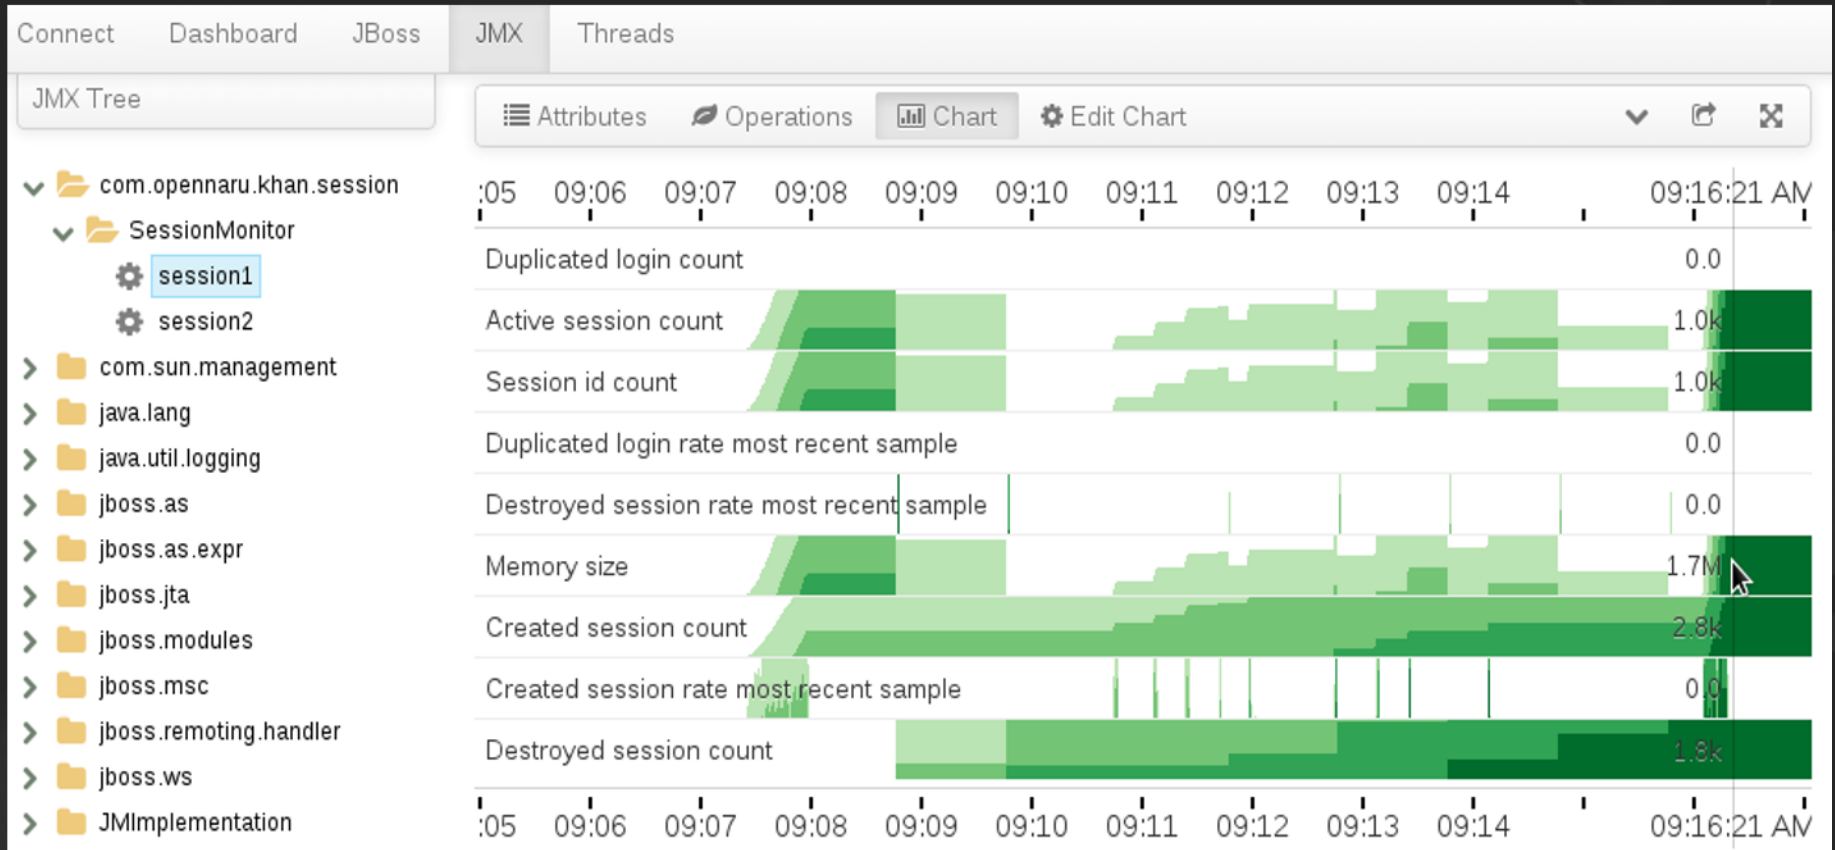 Connect Dashboard JBoss JMX Threads
JMX Tree
com.opennaru.khan.session
SessionMonitor
session1
session2
com.sun.management
java.lang
java.util.logging
jboss.as
jboss.as.expr
jboss.jta
jboss.modules
jboss.msc
jboss.remoting.handler
jboss.ws
JMImplementation
Attributes Operations Chart Edit Chart
:05 09:06 09:07 09:08 09:09 09:10 09:11 09:12 09:13 09:14 09:16:21 AM
Duplicated login count 0.0
Active session count 1.0k
Session id count 1.0k
Duplicated login rate most recent sample 0.0
Destroyed session rate most recent sample 0.0
Memory size 1.7M
Created session count 2.8k
Created session rate most recent sample 0.0
Destroyed session count 1.8k
:05 09:06 09:07 09:08 09:09 09:10 09:11 09:12 09:13 09:14 09:16:21 AM